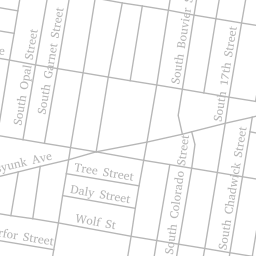 South Bouvier S
South 17th Street
South Garnet Street
South Opal Street
e
yunk Ave
Tree Street
Daly Street
Wolf St
rfor Street
South Colorado Street
South Chadwick Street